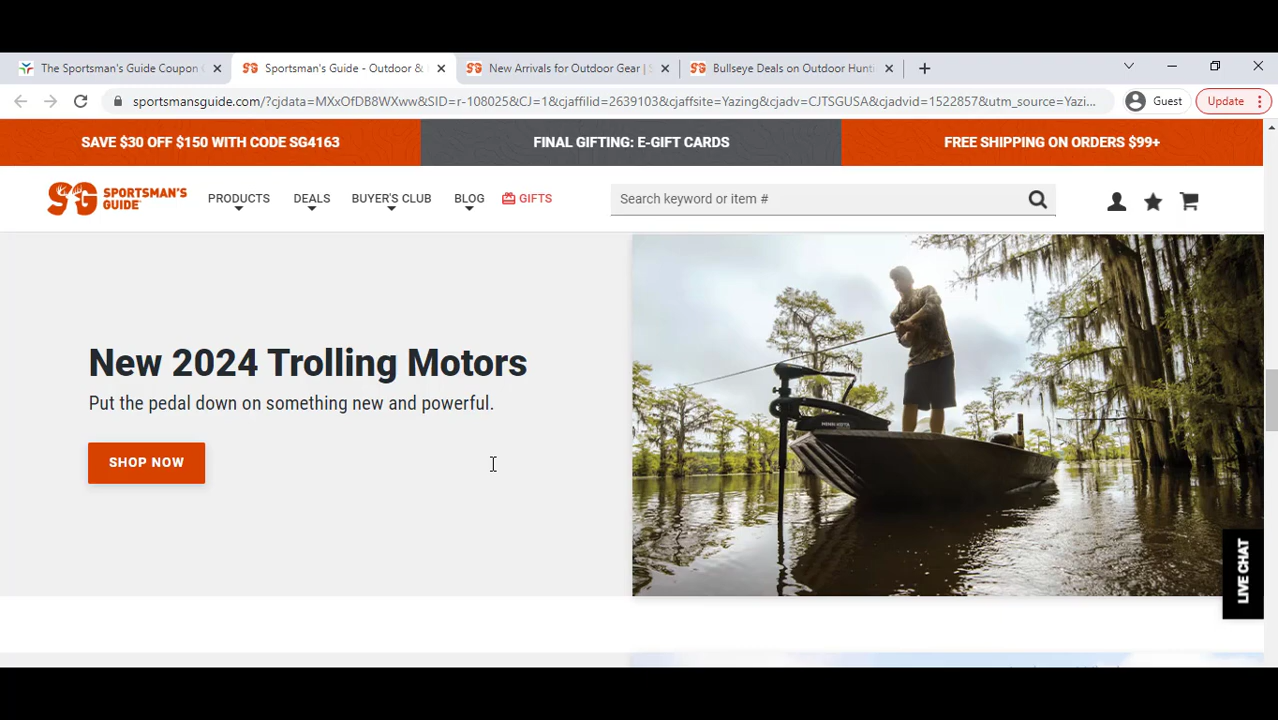 The Sportsman's Guide Coupon
Sportsman's Guide - Outdoor &
New Arrivals for Outdoor Gear | S
Bullseye Deals on Outdoor Hunti
sportsmansguide.com/?cjdata=MXxOfDB8WXww&SID=r-108025&CJ=1&cjaffilid=2639103&cjaffsite=Yazing&cjadv=CJTSGUSA&cjadvid=1522857&utm_source=Yazi...
Guest
Update
SAVE $30 OFF $150 WITH CODE SG4163
FINAL GIFTING: E-GIFT CARDS
FREE SHIPPING ON ORDERS $99+
SG SPORTSMAN'S
GUIDE
PRODUCTS
DEALS
BUYER'S CLUB
BLOG
GIFTS
Search keyword or item #
New 2024 Trolling Motors
Put the pedal down on something new and powerful.
SHOP NOW
MINN KOTA
LIVE CHAT